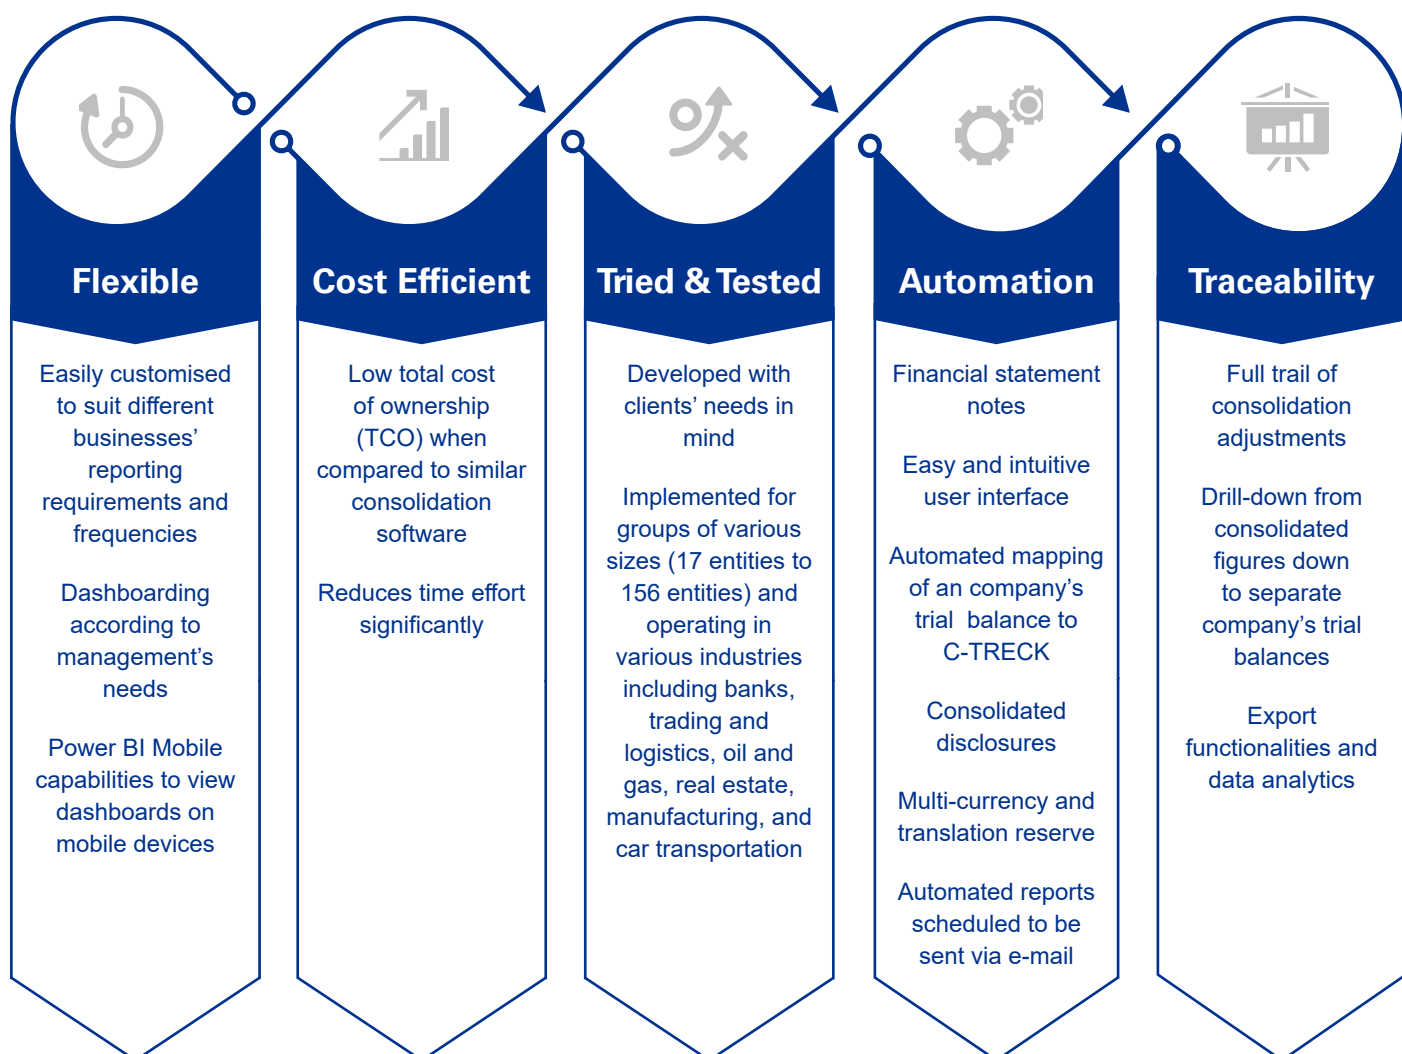 Flexible
Easily customised
to suit different
businesses’
reporting
requirements and
frequencies
Dashboarding
according to
management’s
needs
Power BI Mobile
capabilities to view
dashboards on
mobile devices
Cost Efficient
Low total cost
of ownership
(TCO) when
compared to similar
consolidation
software
Reduces time effort
significantly
Tried & Tested
Developed with
clients’ needs in
mind
Implemented for
groups of various
sizes (17 entities to
156 entities) and
operating in
various industries
including banks,
trading and
logistics, oil and
gas, real estate,
manufacturing, and
car transportation
Automation
Financial statement
notes
Easy and intuitive
user interface
Automated mapping
of an company’s
trial  balance to
C-TRECK
Consolidated
disclosures
Multi-currency and
translation reserve
Automated reports
scheduled to be
sent via e-mail
Traceability
Full trail of
consolidation
adjustments
Drill-down from
consolidated
figures down
to separate
company’s trial
balances
Export
functionalities and
data analytics